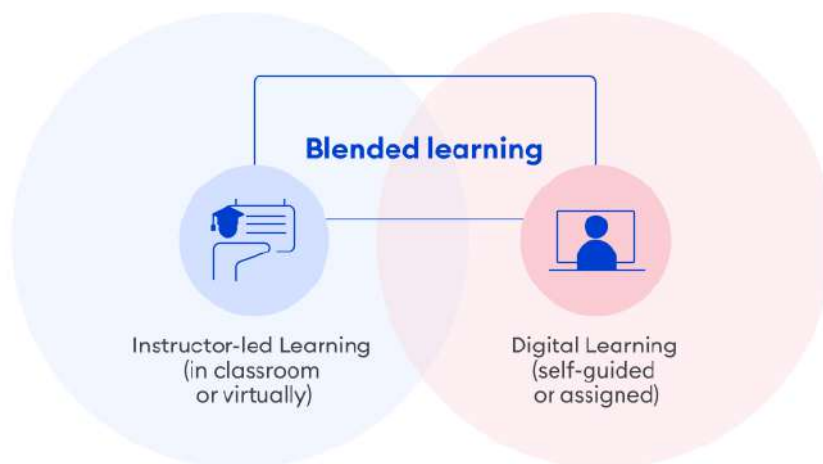 Blended learning
Instructor-led Learning
(in classroom
or virtually)
Digital Learning
(self-guided
or assigned)